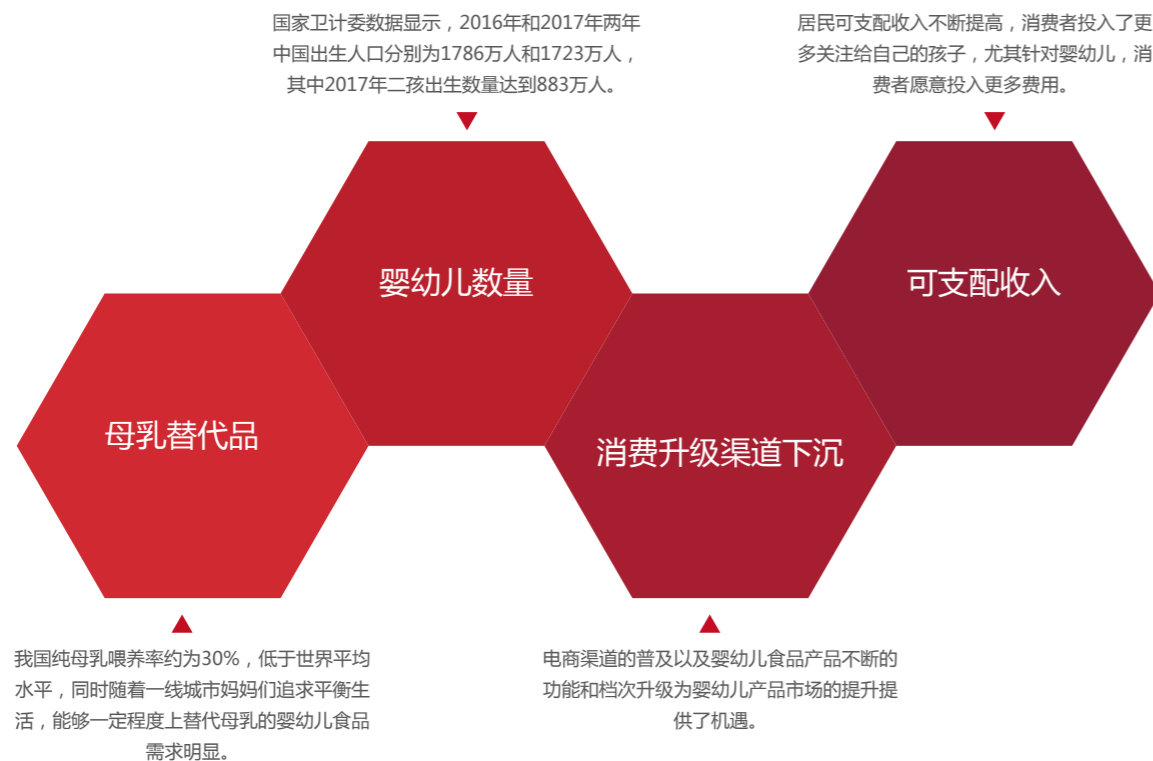 国家卫计委数据显示，2016年和2017年两年
中国出生人口分别为1786万人和1723万人，
其中2017年二孩出生数量达到883万人。
居民可支配收入不断提高，消费者投入了更
多关注给自己的孩子，尤其针对婴幼儿，消
费者愿意投入更多费用。
婴幼儿数量
可支配收入
母乳替代品
消费升级渠道下沉
我国纯母乳喂养率约为30%，低于世界平均
水平，同时随着一线城市妈妈们追求平衡生
活，能够一定程度上替代母乳的婴幼儿食品
需求明显。
电商渠道的普及以及婴幼儿食品产品不断的
功能和档次升级为婴幼儿产品市场的提升提
供了机遇。